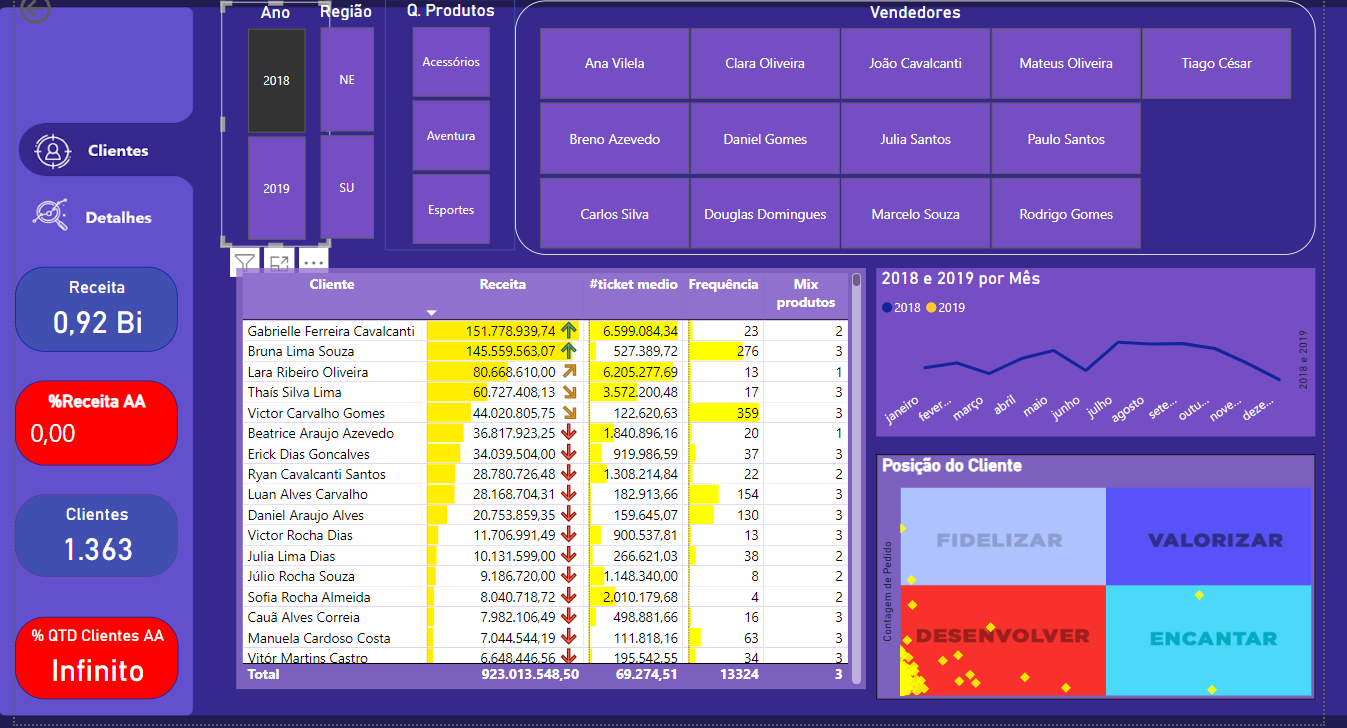 Clientes
Detalhes
Receita
0,92 Bi
%Receita AA
0,00
Clientes
1.363
% QTD Clientes AA
Infinito
Ano
2018
2019
Região
NE
SU
Q. Produtos
Acessórios
Aventura
Esportes
Vendedores
Ana Vilela Clara Oliveira João Cavalcanti Mateus Oliveira Tiago César
Breno Azevedo Daniel Gomes Julia Santos Paulo Santos
Carlos Silva Douglas Domingues Marcelo Souza Rodrigo Gomes
Cliente Receita #ticket medio Frequência Mix produtos
Gabrielle Ferreira Cavalcanti 151.778.939,74 6.599.084,34 23 2
Bruna Lima Souza 145.559.563,07 527.389,72 276 3
Lara Ribeiro Oliveira 80.668.610,00 6.205.277,69 13 1
Thaís Silva Lima 60.727.408,13 3.572.200,48 17 3
Victor Carvalho Gomes 44.020.805,75 122.620,63 359 3
Beatrice Araujo Azevedo 36.817.923,25 1.840.896,16 20 1
Erick Dias Goncalves 34.039.504,00 919.986,59 37 3
Ryan Cavalcanti Santos 28.780.726,48 1.308.214,84 22 2
Luan Alves Carvalho 28.168.704,31 182.913,66 154 3
Daniel Araujo Alves 20.753.859,35 159.645,07 130 3
Victor Rocha Dias 11.706.991,49 900.537,81 13 3
Julia Lima Dias 10.131.599,00 266.621,03 38 2
Júlio Rocha Souza 9.186.720,00 1.148.340,00 8 2
Sofia Rocha Almeida 8.040.718,72 2.010.179,68 4 2
Cauã Alves Correia 7.982.106,49 498.881,66 16 3
Manuela Cardoso Costa 7.044.544,19 111.818,16 63 3
Vitór Martins Castro 6.648.446,56 195.542,55 34 3
Total 923.013.548,50 69.274,51 13324 3
2018 e 2019 por Mês
2018 2019
janeiro fever... março abril maio junho julho agosto sete... outu... nove... deze...
2018 e 2019
Posição do Cliente
Contagem de Pedido
FIDELIZAR VALORIZAR
DESENVOLVER ENCANTAR